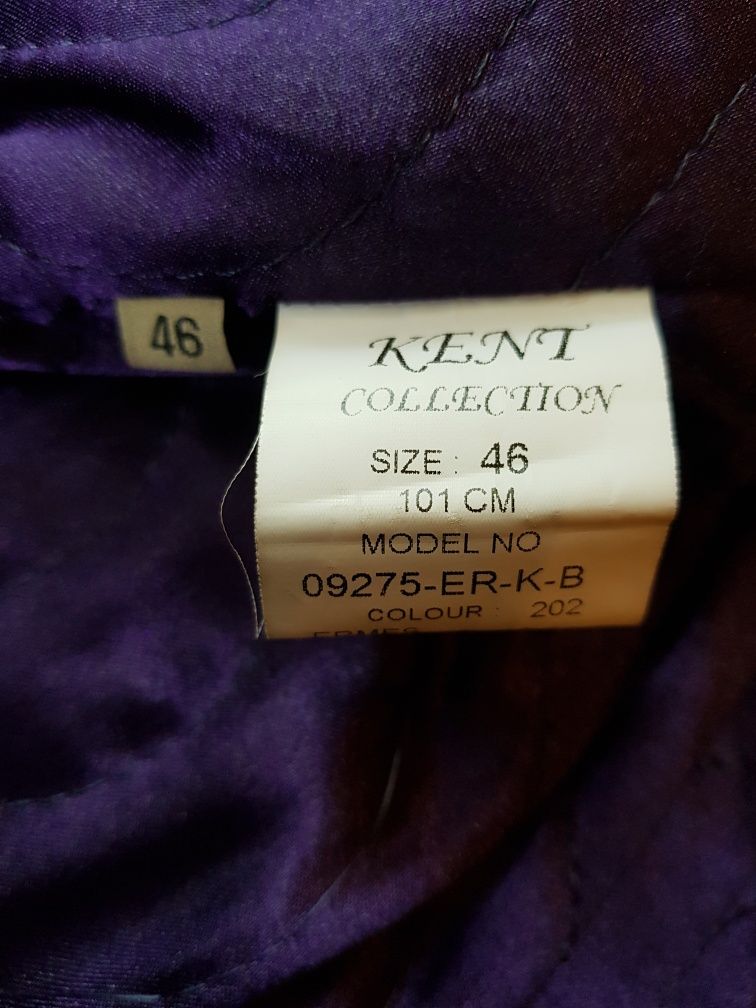 46
KENT
COLLECTION
SIZE : 46
101 CM
MODEL NO
09275-ER-K-B
COLOUR : 202